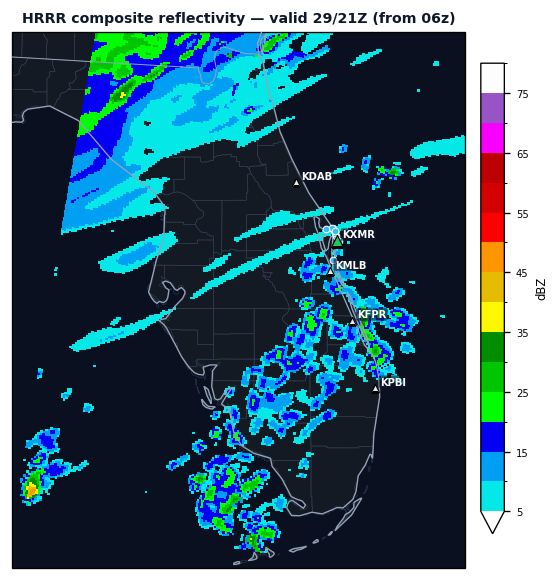 HRRR composite reflectivity — valid 29/21Z (from 06z)
75
65
55
45
35
25
15
5
dBZ
KDAB
KXMR
KMLB
KFPR
KPBI